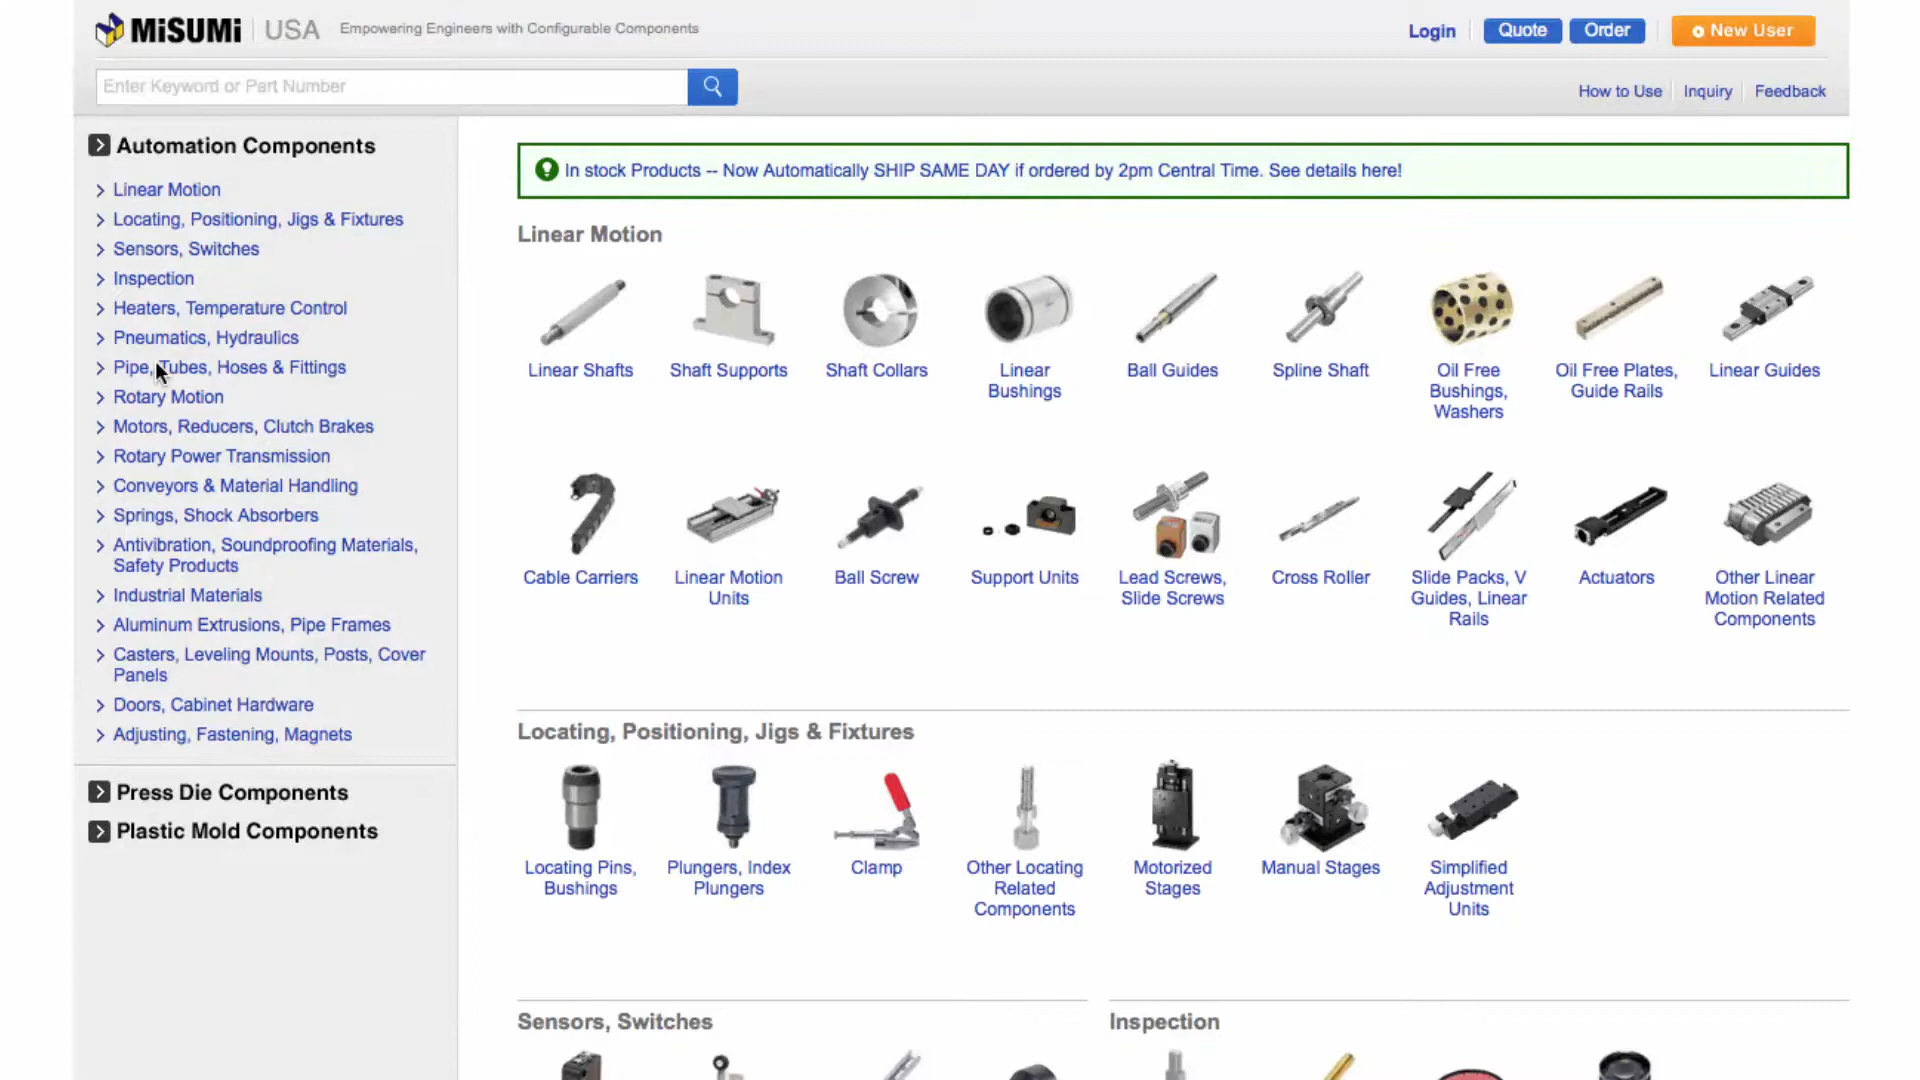 MiSUMi USA Empowering Engineers with Configurable Components
Login Quote Order New User
Enter Keyword or Part Number
How to Use Inquiry Feedback
Automation Components
Linear Motion
Locating, Positioning, Jigs & Fixtures
Sensors, Switches
Inspection
Heaters, Temperature Control
Pneumatics, Hydraulics
Pipe, Tubes, Hoses & Fittings
Rotary Motion
Motors, Reducers, Clutch Brakes
Rotary Power Transmission
Conveyors & Material Handling
Springs, Shock Absorbers
Antivibration, Soundproofing Materials,
Safety Products
Industrial Materials
Aluminum Extrusions, Pipe Frames
Casters, Leveling Mounts, Posts, Cover
Panels
Doors, Cabinet Hardware
Adjusting, Fastening, Magnets
Press Die Components
Plastic Mold Components
In stock Products -- Now Automatically SHIP SAME DAY if ordered by 2pm Central Time. See details here!
Linear Motion
Linear Shafts
Shaft Supports
Shaft Collars
Linear
Bushings
Ball Guides
Spline Shaft
Oil Free
Bushings,
Washers
Oil Free Plates,
Guide Rails
Linear Guides
Cable Carriers
Linear Motion
Units
Ball Screw
Support Units
Lead Screws,
Slide Screws
Cross Roller
Slide Packs, V
Guides, Linear
Rails
Actuators
Other Linear
Motion Related
Components
Locating, Positioning, Jigs & Fixtures
Locating Pins,
Bushings
Plungers, Index
Plungers
Clamp
Other Locating
Related
Components
Motorized
Stages
Manual Stages
Simplified
Adjustment
Units
Sensors, Switches
Inspection